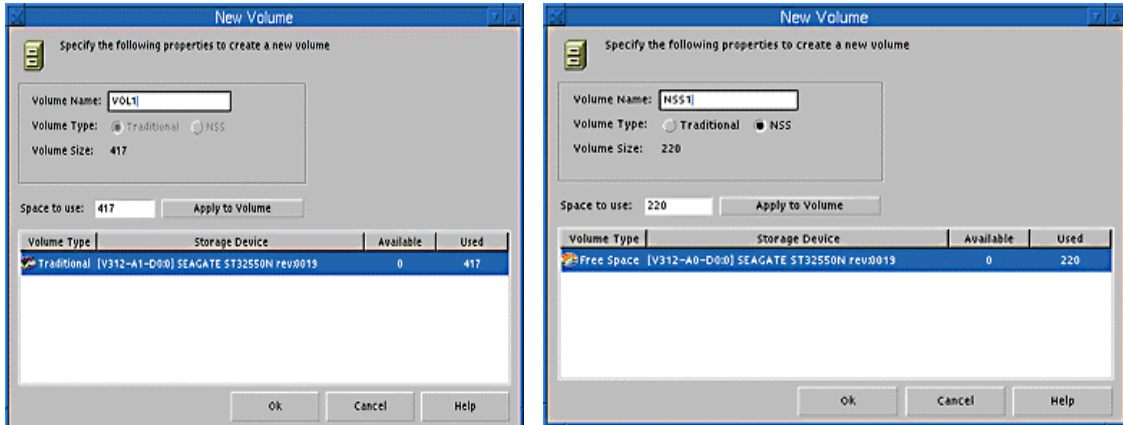 New Volume
Specify the following properties to create a new volume
Volume Name: VOL1
Volume Type: Traditional NSS
Volume Size: 417
Space to use: 417 Apply to Volume
Volume Type Storage Device Available Used
Traditional [V312-A1-D0:0] SEAGATE ST32550N rev:0019 0 417
Ok Cancel Help
New Volume
Specify the following properties to create a new volume
Volume Name: NSS1
Volume Type: Traditional NSS
Volume Size: 220
Space to use: 220 Apply to Volume
Volume Type Storage Device Available Used
Free Space [V312-A0-D0:0] SEAGATE ST32550N rev:0019 0 220
Ok Cancel Help